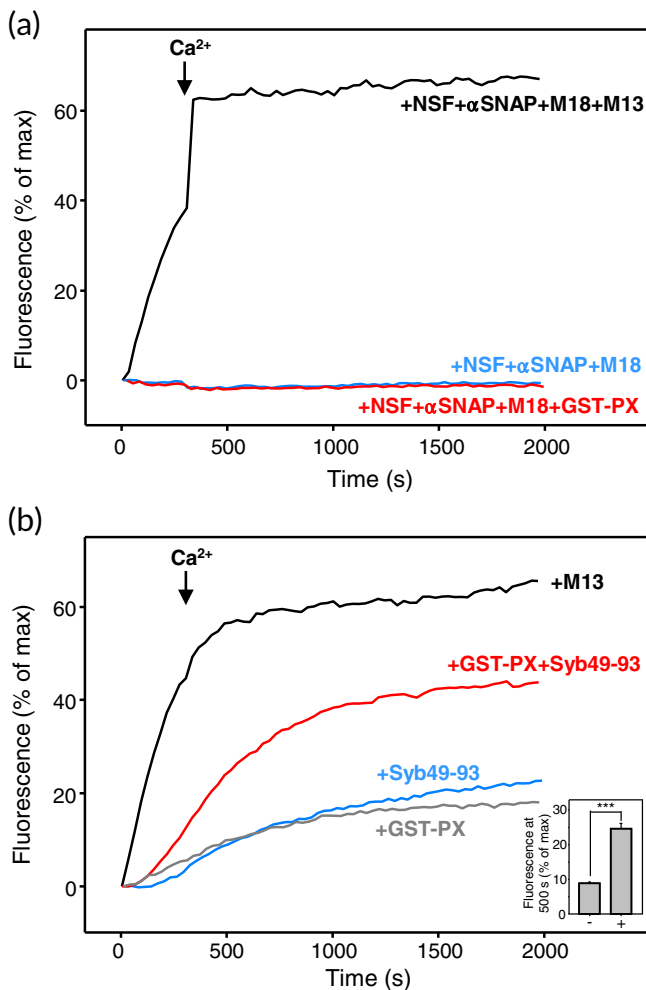 (a)
Ca²⁺
60
40
20
0
Fluorescence (% of max)
+NSF+αSNAP+M18+M13
+NSF+αSNAP+M18
+NSF+αSNAP+M18+GST-PX
0 500 1000 1500 2000
Time (s)
(b)
Ca²⁺
60
40
20
0
Fluorescence (% of max)
+M13
+GST-PX+Syb49-93
+Syb49-93
+GST-PX
Fluorescence at
500 s (% of max)
30
20
10
0
***
- +
0 500 1000 1500 2000
Time (s)